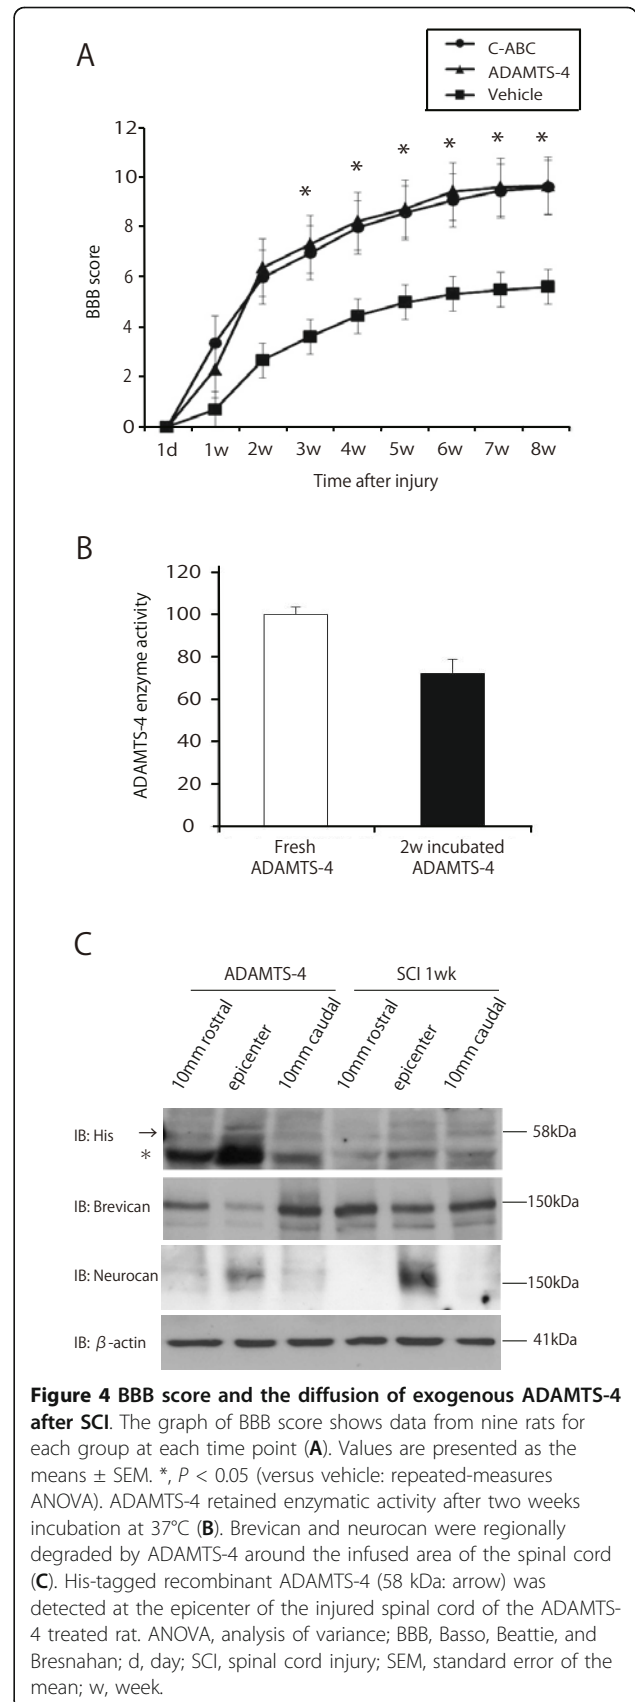 A
C-ABC
ADAMTS-4
Vehicle
12
10
8
6
4
2
0
BBB score
* * * * * *
1d 1w 2w 3w 4w 5w 6w 7w 8w
Time after injury
B
120
100
80
60
40
20
0
ADAMTS-4 enzyme activity
Fresh
ADAMTS-4
2w incubated
ADAMTS-4
C
ADAMTS-4 SCI 1wk
10mm rostral epicenter 10mm caudal 10mm rostral epicenter 10mm caudal
IB: His → 58kDa
*
IB: Brevican 150kDa
IB: Neurocan 150kDa
IB: β-actin 41kDa
Figure 4 BBB score and the diffusion of exogenous ADAMTS-4
after SCI. The graph of BBB score shows data from nine rats for
each group at each time point (A). Values are presented as the
means ± SEM. *, P < 0.05 (versus vehicle: repeated-measures
ANOVA). ADAMTS-4 retained enzymatic activity after two weeks
incubation at 37°C (B). Brevican and neurocan were regionally
degraded by ADAMTS-4 around the infused area of the spinal cord
(C). His-tagged recombinant ADAMTS-4 (58 kDa: arrow) was
detected at the epicenter of the injured spinal cord of the ADAMTS-
4 treated rat. ANOVA, analysis of variance; BBB, Basso, Beattie, and
Bresnahan; d, day; SCI, spinal cord injury; SEM, standard error of the
mean; w, week.